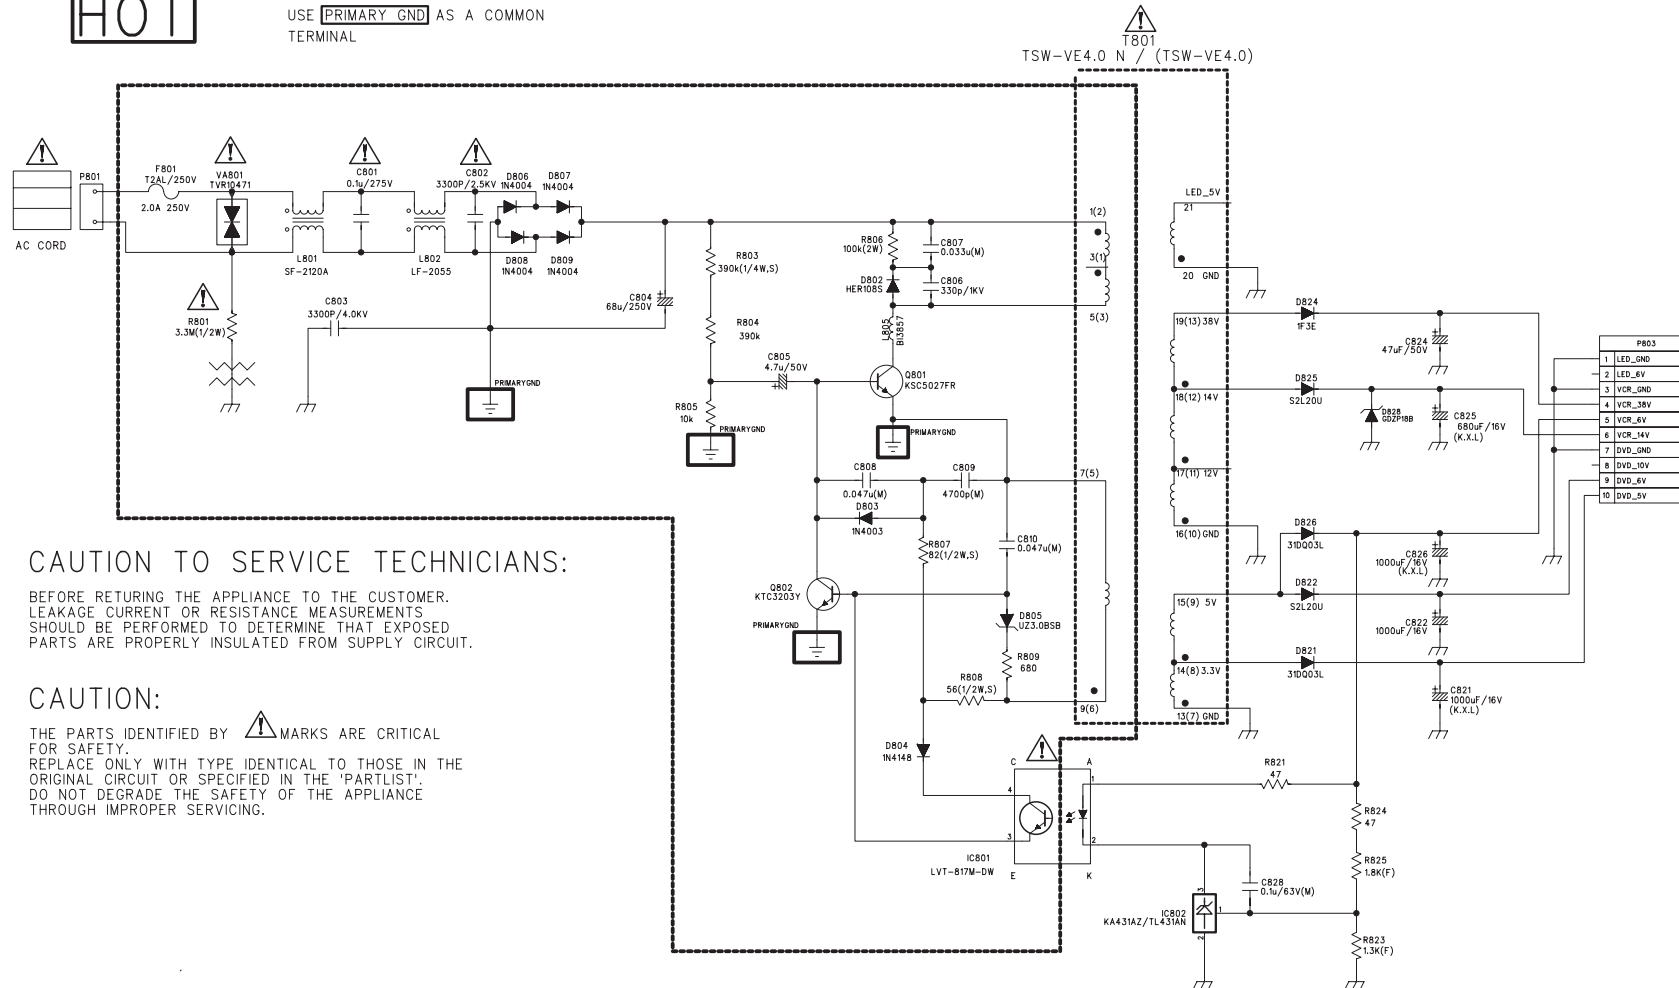 HOT
USE PRIMARY GND AS A COMMON
TERMINAL
T801
TSW-VE4.0 N / (TSW-VE4.0)
AC CORD
P801
F801
T2AL/250V
2.0A 250V
VA801
TVR10471
L801
SF-2120A
C801
0.1u/275V
L802
LF-2055
C802
3300P/2.5KV
D806
1N4004
D807
1N4004
D808
1N4004
D809
1N4004
R801
3.3M(1/2W)
C803
3300P/4.0KV
PRIMARYGND
C804
68u/250V
R803
390k(1/4W,S)
R804
390k
R805
10k
PRIMARYGND
C805
4.7u/50V
R806
100k(2W)
C807
0.033u(M)
D802
HER108S
C806
330p/1KV
L805
BI3857
Q801
KSC5027FR
PRIMARYGND
C808
0.047u(M)
C809
4700p(M)
D803
1N4003
R807
82(1/2W,S)
C810
0.047u(M)
Q802
KTC3203Y
PRIMARYGND
D805
UZ3.0BSB
R809
680
R808
56(1/2W,S)
D804
1N4148
1(2)
3(1)
5(3)
7(5)
9(6)
LED_5V
21
20 GND
19(13) 38V
18(12) 14V
17(11) 12V
16(10) GND
15(9) 5V
14(8) 3.3V
13(7) GND
D824
1F3E
C824
47uF/50V
D825
S2L20U
D828
GDZP18B
C825
680uF/16V
(K.X.L)
D826
31DQ03L
C826
1000uF/16V
(K.X.L)
D822
S2L20U
C822
1000uF/16V
D821
31DQ03L
C821
1000uF/16V
(K.X.L)
P803
1 LED_GND
2 LED_6V
3 VCR_GND
4 VCR_38V
5 VCR_6V
6 VCR_14V
7 DVD_GND
8 DVD_10V
9 DVD_6V
10 DVD_5V
C A
4 1
3 2
E K
IC801
LVT-817M-DW
R821
47
R824
47
R825
1.8K(F)
R823
1.3K(F)
C828
0.1u/63V(M)
IC802
KA431AZ/TL431AN
3
1
2
CAUTION TO SERVICE TECHNICIANS:
BEFORE RETURING THE APPLIANCE TO THE CUSTOMER.
LEAKAGE CURRENT OR RESISTANCE MEASUREMENTS
SHOULD BE PERFORMED TO DETERMINE THAT EXPOSED
PARTS ARE PROPERLY INSULATED FROM SUPPLY CIRCUIT.
CAUTION:
THE PARTS IDENTIFIED BY MARKS ARE CRITICAL
FOR SAFETY.
REPLACE ONLY WITH TYPE IDENTICAL TO THOSE IN THE
ORIGINAL CIRCUIT OR SPECIFIED IN THE 'PARTLIST'.
DO NOT DEGRADE THE SAFETY OF THE APPLIANCE
THROUGH IMPROPER SERVICING.